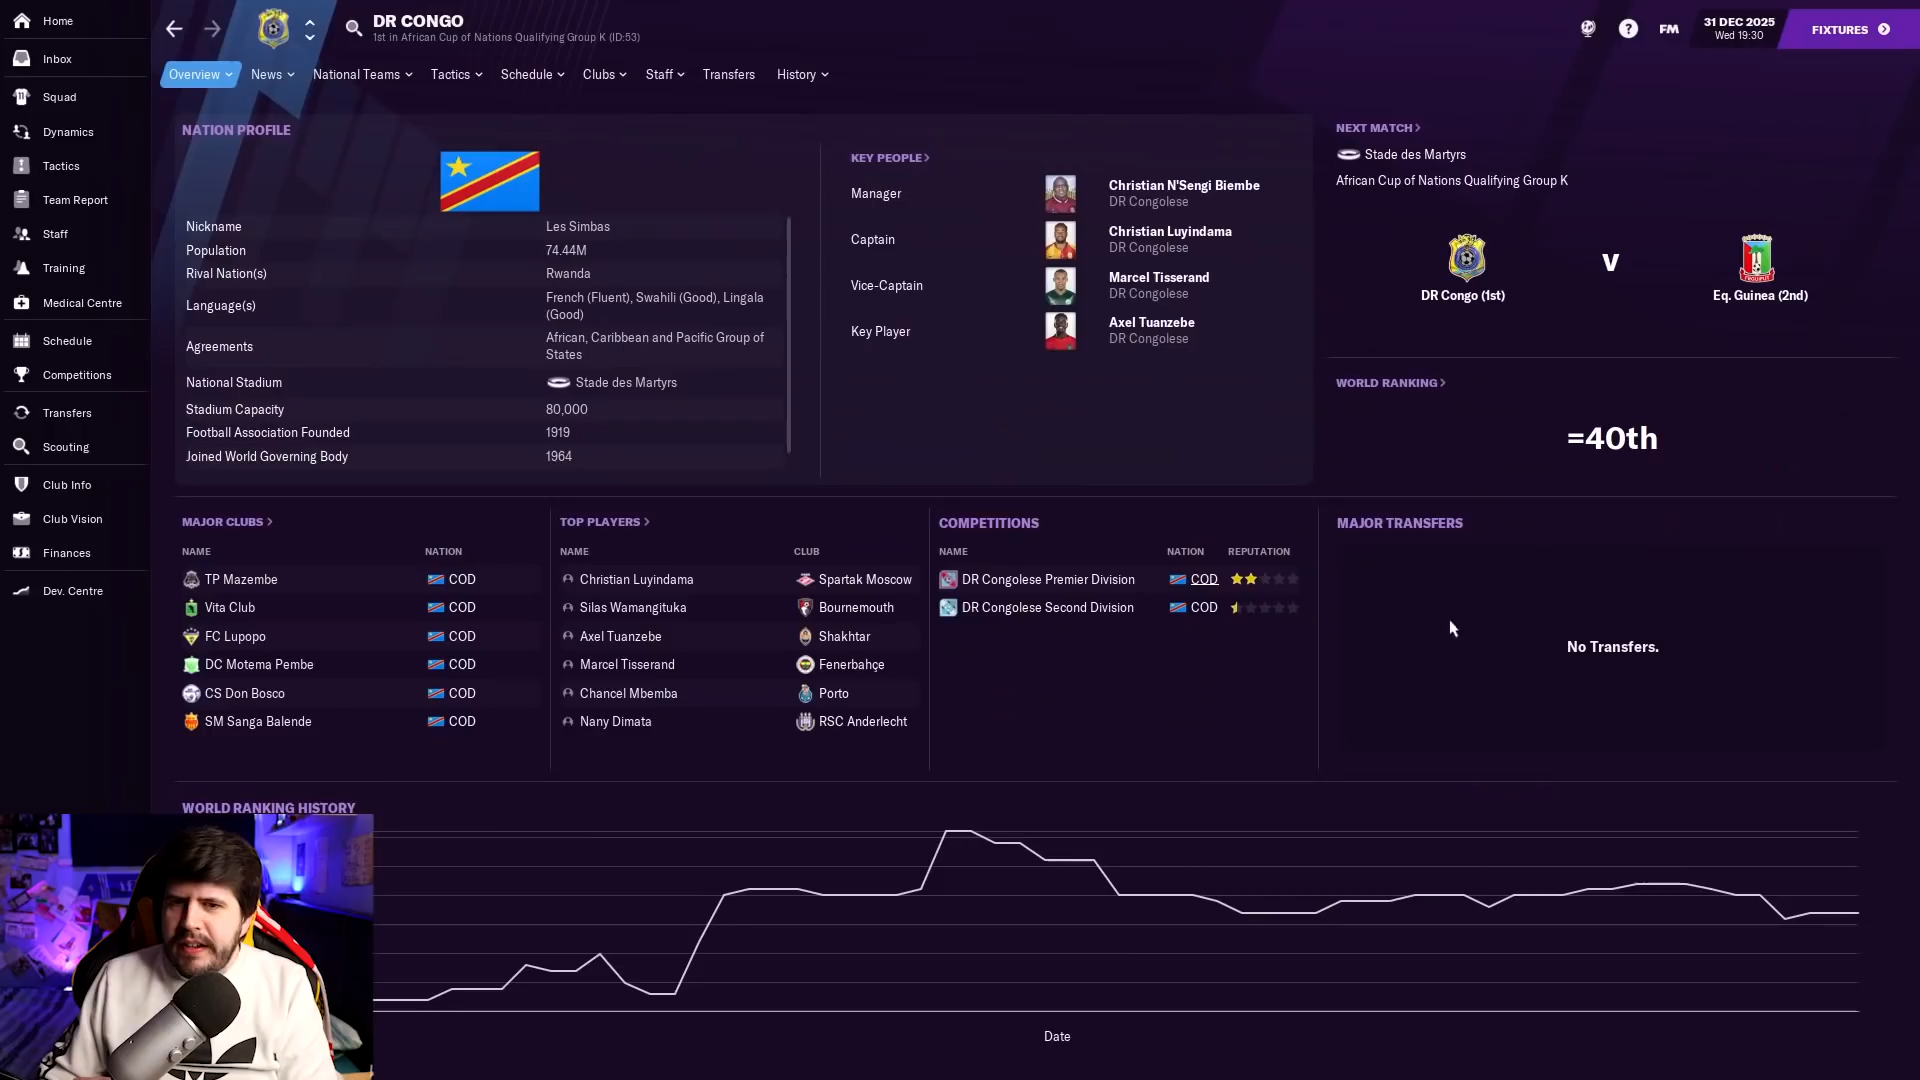 Home
Inbox
Squad
Dynamics
Tactics
Team Report
Staff
Training
Medical Centre
Schedule
Competitions
Transfers
Scouting
Club Info
Club Vision
Finances
Dev. Centre
DR CONGO
1st in African Cup of Nations Qualifying Group K (ID:53)
FM
31 DEC 2025
Wed 19:30
FIXTURES
Overview News National Teams Tactics Schedule Clubs Staff Transfers History
NATION PROFILE
Nickname Les Simbas
Population 74.44M
Rival Nation(s) Rwanda
Language(s) French (Fluent), Swahili (Good), Lingala
(Good)
Agreements African, Caribbean and Pacific Group of
States
National Stadium Stade des Martyrs
Stadium Capacity 80,000
Football Association Founded 1919
Joined World Governing Body 1964
KEY PEOPLE
Manager Christian N'Sengi Biembe
DR Congolese
Captain Christian Luyindama
DR Congolese
Vice-Captain Marcel Tisserand
DR Congolese
Key Player Axel Tuanzebe
DR Congolese
NEXT MATCH
Stade des Martyrs
African Cup of Nations Qualifying Group K
V
DR Congo (1st) Eq. Guinea (2nd)
WORLD RANKING
=40th
MAJOR CLUBS
NAME NATION
TP Mazembe COD
Vita Club COD
FC Lupopo COD
DC Motema Pembe COD
CS Don Bosco COD
SM Sanga Balende COD
TOP PLAYERS
NAME CLUB
Christian Luyindama Spartak Moscow
Silas Wamangituka Bournemouth
Axel Tuanzebe Shakhtar
Marcel Tisserand Fenerbahçe
Chancel Mbemba Porto
Nany Dimata RSC Anderlecht
COMPETITIONS
NAME NATION REPUTATION
DR Congolese Premier Division COD
DR Congolese Second Division COD
MAJOR TRANSFERS
No Transfers.
WORLD RANKING HISTORY
Date